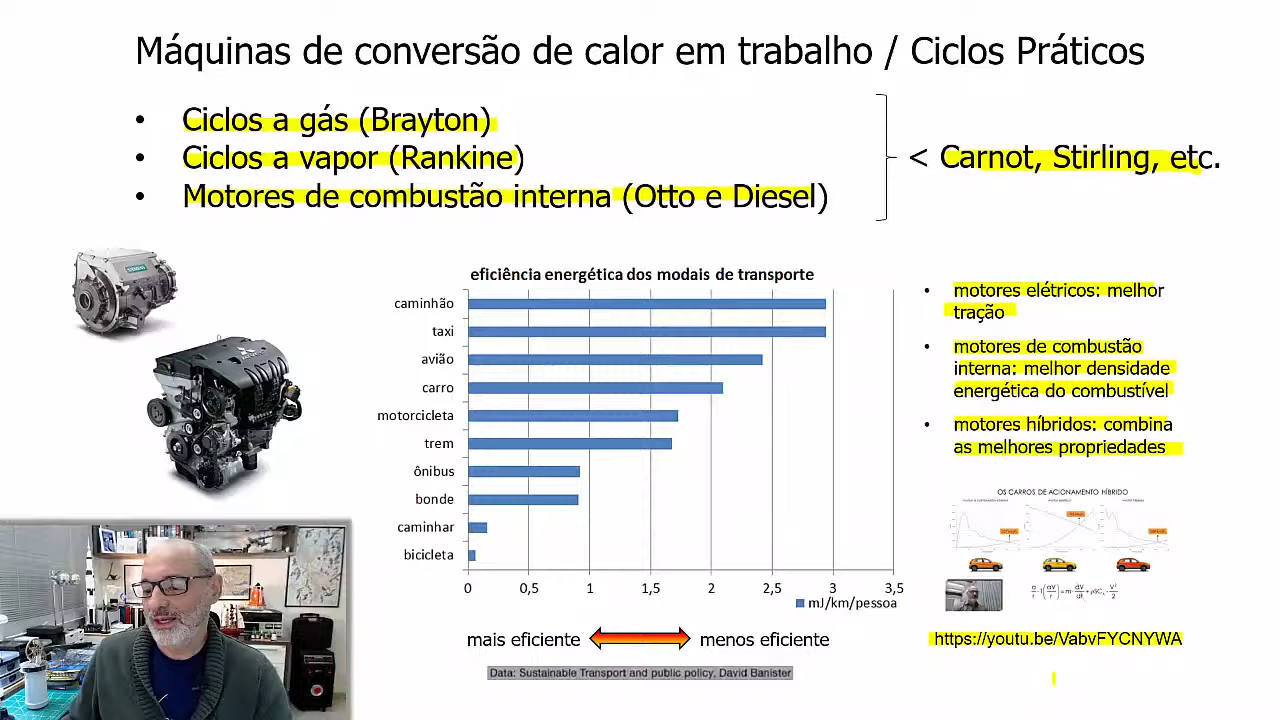 Máquinas de conversão de calor em trabalho / Ciclos Práticos
• Ciclos a gás (Brayton)
• Ciclos a vapor (Rankine)
• Motores de combustão interna (Otto e Diesel)
< Carnot, Stirling, etc.
SIEMENS
eficiência energética dos modais de transporte
caminhão
taxi
avião
carro
motorcicleta
trem
ônibus
bonde
caminhar
bicicleta
0 0,5 1 1,5 2 2,5 3 3,5
mJ/km/pessoa
mais eficiente menos eficiente
Data: Sustainable Transport and public policy, David Banister
• motores elétricos: melhor
tração
• motores de combustão
interna: melhor densidade
energética do combustível
• motores híbridos: combina
as melhores propriedades
OS CARROS DE ACIONAMENTO HÍBRIDO
https://youtu.be/VabvFYCNYWA